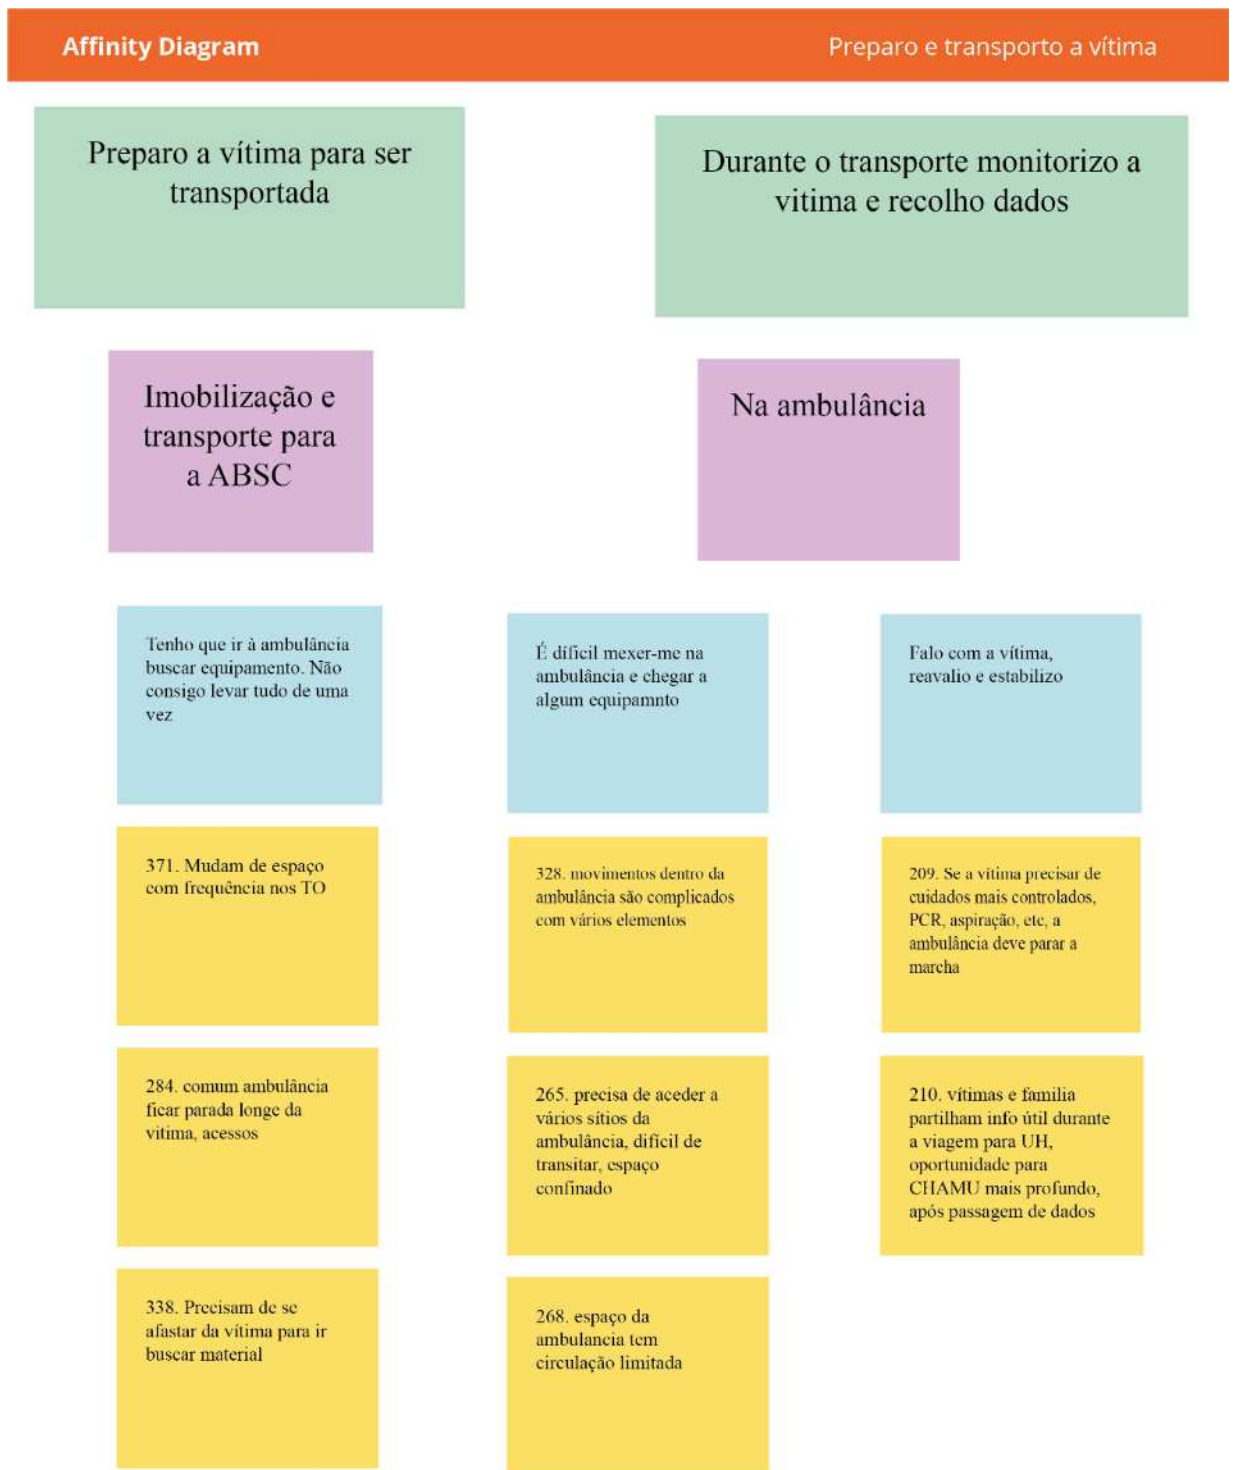 Affinity Diagram
Preparo e transporto a vítima
Preparo a vítima para ser
transportada
Durante o transporte monitorizo a
vitima e recolho dados
Imobilização e
transporte para
a ABSC
Na ambulância
Tenho que ir à ambulância
buscar equipamento. Não
consigo levar tudo de uma
vez
É díficil mexer-me na
ambulância e chegar a
algum equipamnto
Falo com a vítima,
reavalio e estabilizo
371. Mudam de espaço
com frequência nos TO
328. movimentos dentro da
ambulância são complicados
com vários elementos
209. Se a vítima precisar de
cuidados mais controlados,
PCR, aspiração, etc, a
ambulância deve parar a
marcha
284. comum ambulância
ficar parada longe da
vitima, acessos
265. precisa de aceder a
vários sítios da
ambulância, difícil de
transitar, espaço
confinado
210. vítimas e familia
partilham info útil durante
a viagem para UH,
oportunidade para
CHAMU mais profundo,
após passagem de dados
338. Precisam de se
afastar da vítima para ir
buscar material
268. espaço da
ambulancia tem
circulação limitada